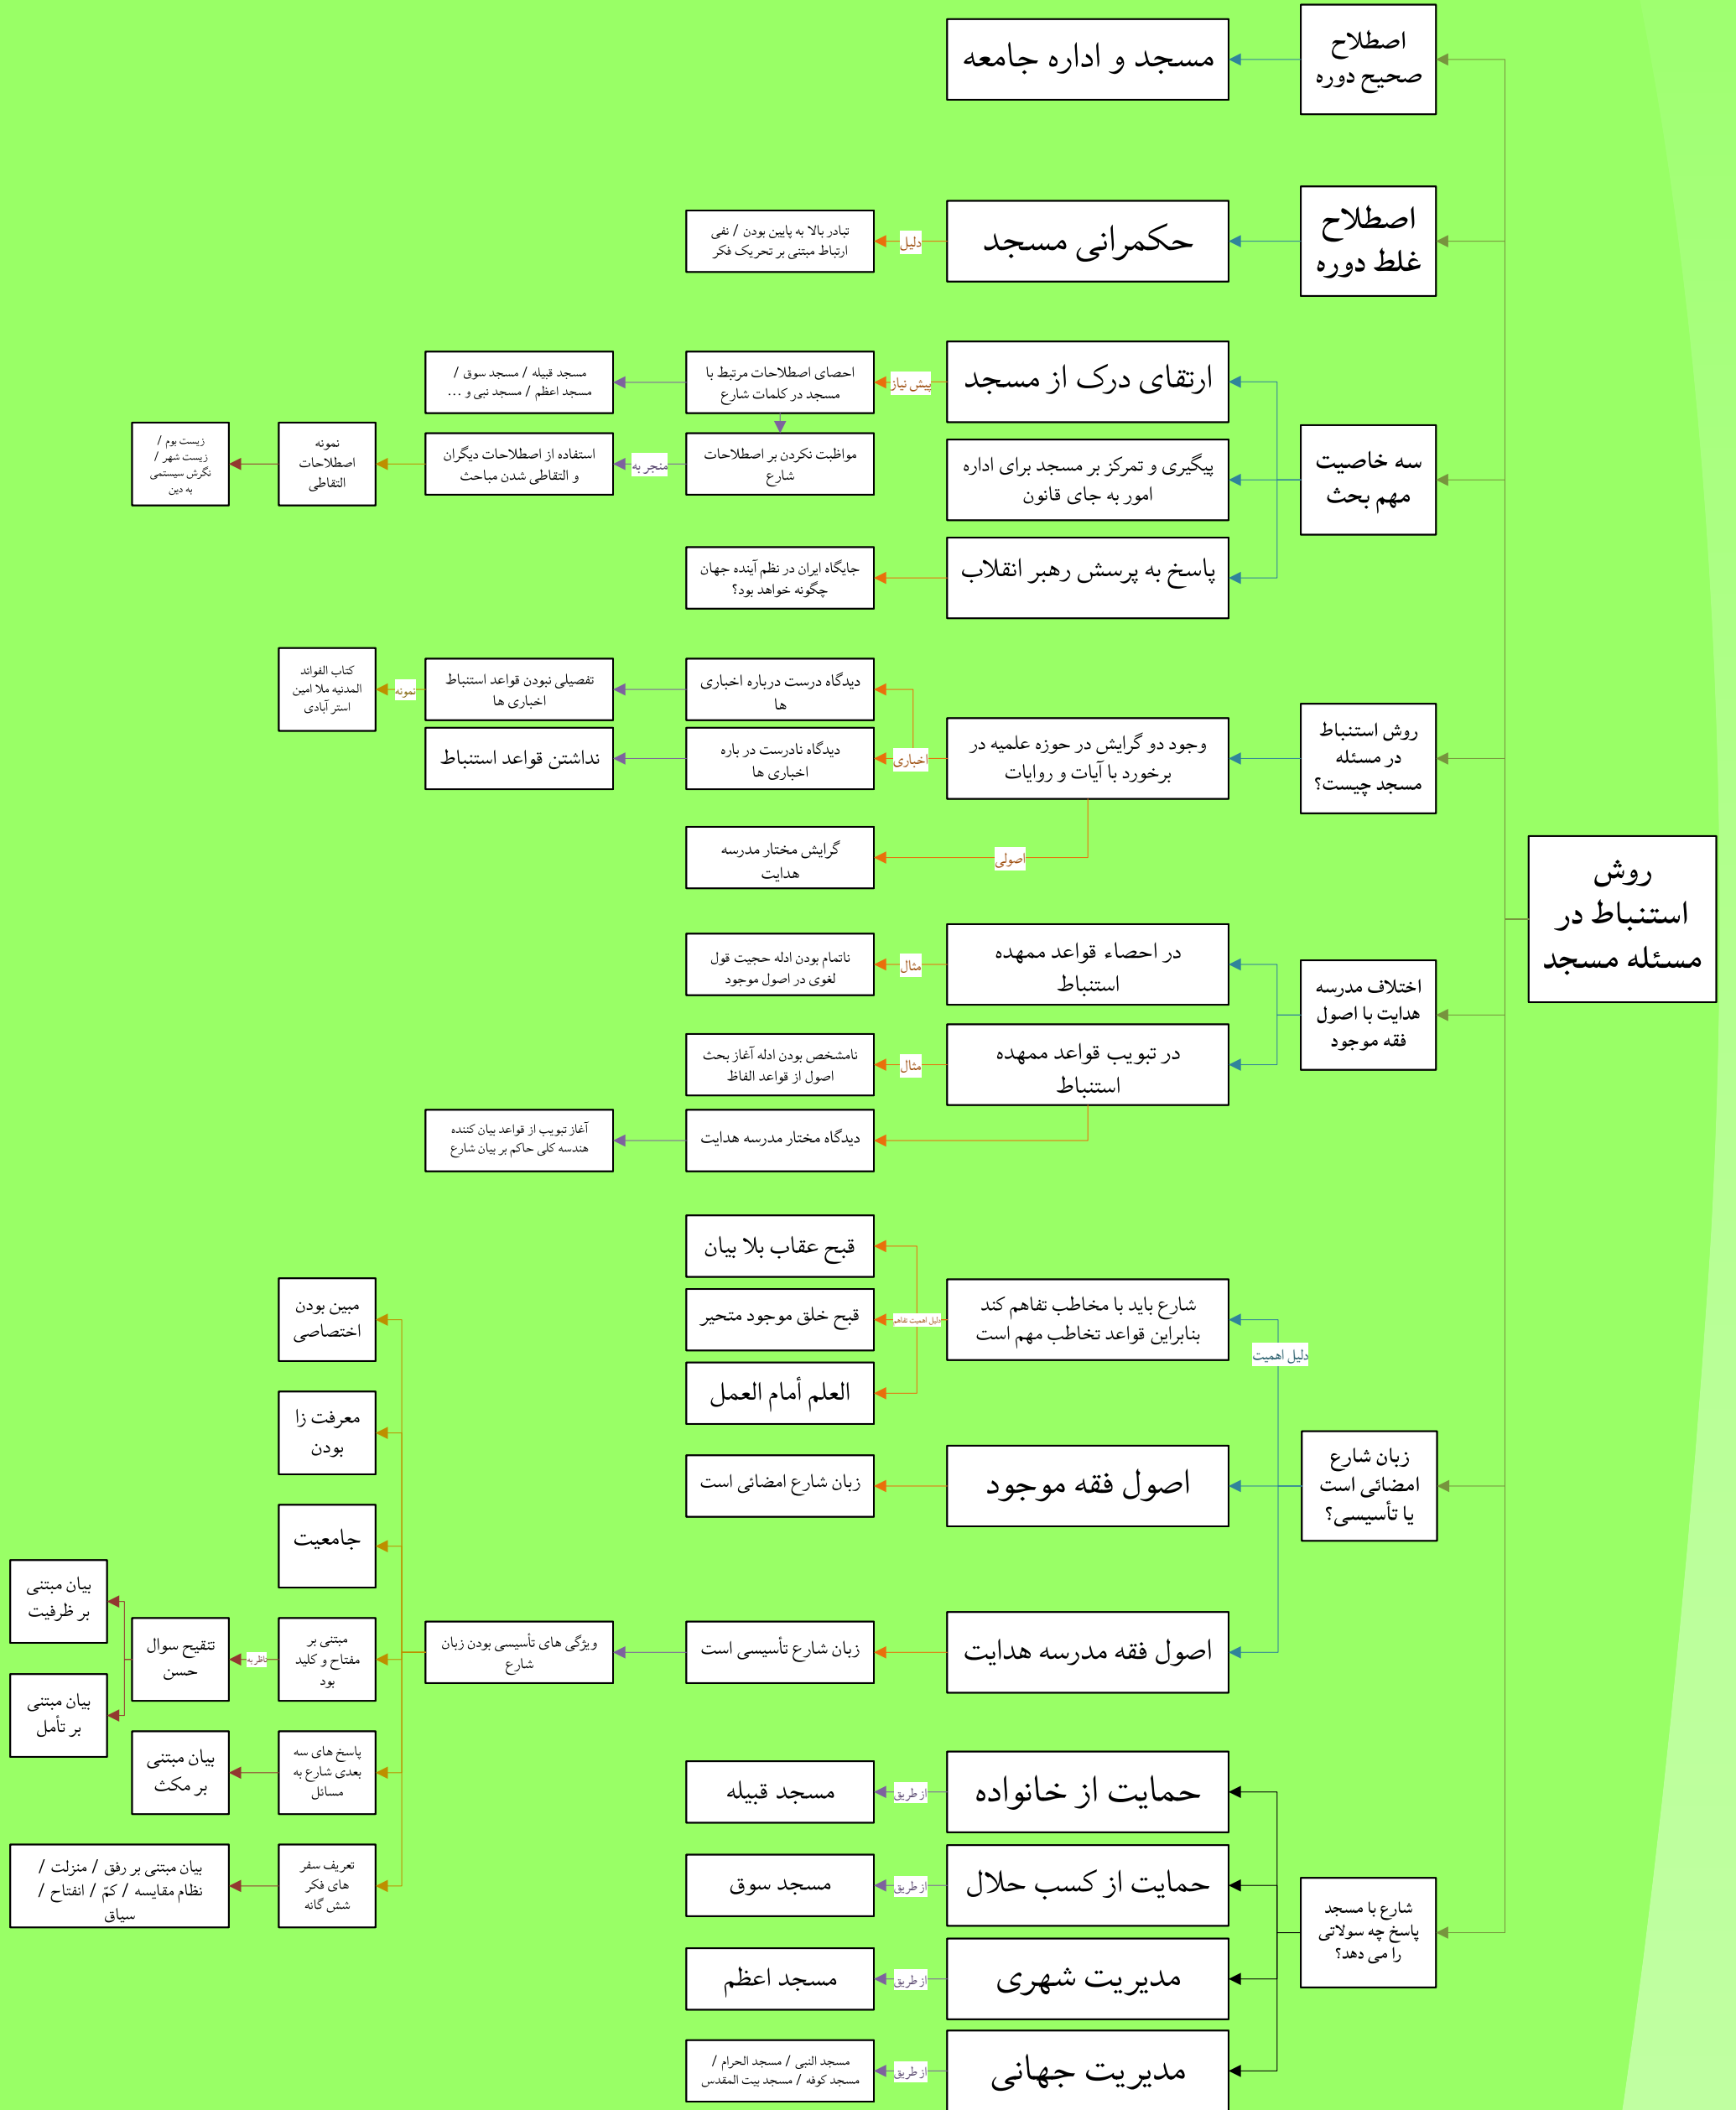 روش
استنباط در
مسئله مسجد
اصطلاح
صحیح دوره
مسجد و اداره جامعه
اصطلاح
غلط دوره
حکمرانی مسجد
دلیل
تبادر بالا به پایین بودن / نفی
ارتباط مبتنی بر تحریک فکر
سه خاصیت
مهم بحث
ارتقای درک از مسجد
پیش نیاز
احصای اصطلاحات مرتبط با
مسجد در کلمات شارع
مسجد قبیله / مسجد سوق /
مسجد اعظم / مسجد نبی و ...
مواظبت نکردن بر اصطلاحات
شارع
منجر به
استفاده از اصطلاحات دیگران
و التقاطی شدن مباحث
نمونه
اصطلاحات
التقاطی
زیست بوم /
زیست شهر /
نگرش سیستمی
به دین
پیگیری و تمرکز بر مسجد برای اداره
امور به جای قانون
پاسخ به پرسش رهبر انقلاب
جایگاه ایران در نظم آینده جهان
چگونه خواهد بود؟
روش استنباط
در مسئله
مسجد چیست؟
وجود دو گرایش در حوزه علمیه در
برخورد با آیات و روایات
اخباری
دیدگاه درست درباره اخباری
ها
تفصیلی نبودن قواعد استنباط
اخباری ها
نمونه
کتاب الفوائد
المدنیه ملا امین
استر آبادی
دیدگاه نادرست در باره
اخباری ها
نداشتن قواعد استنباط
اصولی
گرایش مختار مدرسه
هدایت
اختلاف مدرسه
هدایت با اصول
فقه موجود
در احصاء قواعد ممهده
استنباط
مثال
ناتمام بودن ادله حجیت قول
لغوی در اصول موجود
در تبویب قواعد ممهده
استنباط
مثال
نامشخص بودن ادله آغاز بحث
اصول از قواعد الفاظ
دیدگاه مختار مدرسه هدایت
آغاز تبویب از قواعد بیان کننده
هندسه کلی حاکم بر بیان شارع
زبان شارع
امضائی است
یا تأسیسی؟
دلیل اهمیت
شارع باید با مخاطب تفاهم کند
بنابراین قواعد تخاطب مهم است
دلیل اهمیت تفاهم
قبح عقاب بلا بیان
قبح خلق موجود متحیر
العلم أمام العمل
اصول فقه موجود
زبان شارع امضائی است
اصول فقه مدرسه هدایت
زبان شارع تأسیسی است
ویژگی های تأسیسی بودن زبان
شارع
مبین بودن
اختصاصی
معرفت زا
بودن
جامعیت
مبتنی بر
مفتاح و کلید
بود
ناظر به
تنقیح سوال
حسن
بیان مبتنی
بر ظرفیت
بیان مبتنی
بر تأمل
پاسخ های سه
بعدی شارع به
مسائل
بیان مبتنی
بر مکث
تعریف سفر
های فکر
شش گانه
بیان مبتنی بر رفق / منزلت /
نظام مقایسه / کمّ / انفتاح /
سیاق
شارع با مسجد
پاسخ چه سولاتی
را می دهد؟
حمایت از خانواده
از طریق
مسجد قبیله
حمایت از کسب حلال
از طریق
مسجد سوق
مدیریت شهری
از طریق
مسجد اعظم
مدیریت جهانی
از طریق
مسجد النبی / مسجد الحرام /
مسجد کوفه / مسجد بیت المقدس